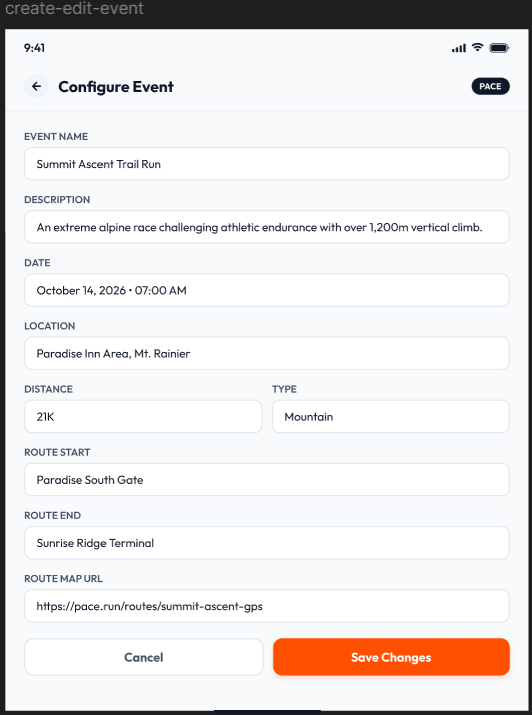 create-edit-event
9:41
Configure Event
PACE
EVENT NAME
Summit Ascent Trail Run
DESCRIPTION
An extreme alpine race challenging athletic endurance with over 1,200m vertical climb.
DATE
October 14, 2026 • 07:00 AM
LOCATION
Paradise Inn Area, Mt. Rainier
DISTANCE
TYPE
21K
Mountain
ROUTE START
Paradise South Gate
ROUTE END
Sunrise Ridge Terminal
ROUTE MAP URL
https://pace.run/routes/summit-ascent-gps
Cancel
Save Changes